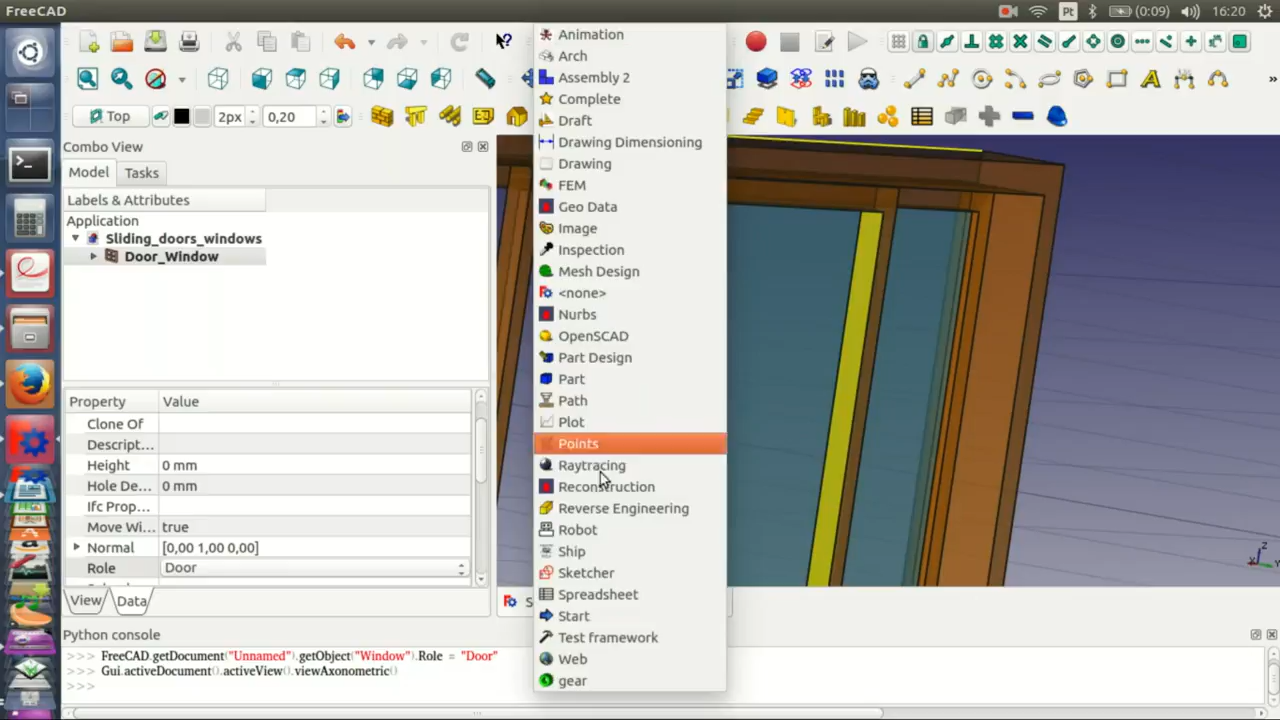 FreeCAD
Pt
(0:09)
16:20
Top
2px
0,20
»
Combo View
Model
Tasks
Labels & Attributes
Application
Sliding_doors_windows
Door_Window
Property
Value
Clone Of
Descript...
Height
0 mm
Hole De...
0 mm
Ifc Prop...
Move Wi...
true
Normal
[0,00 1,00 0,00]
Role
Door
View
Data
Animation
Arch
Assembly 2
Complete
Draft
Drawing Dimensioning
Drawing
FEM
Geo Data
Image
Inspection
Mesh Design
<none>
Nurbs
OpenSCAD
Part Design
Part
Path
Plot
Points
Raytracing
Reconstruction
Reverse Engineering
Robot
Ship
Sketcher
Spreadsheet
Start
Test framework
Web
gear
S
Z
Y
X
Python console
>>> FreeCAD.getDocument("Unnamed").getObject("Window").Role = "Door"
>>> Gui.activeDocument().activeView().viewAxonometric()
>>>